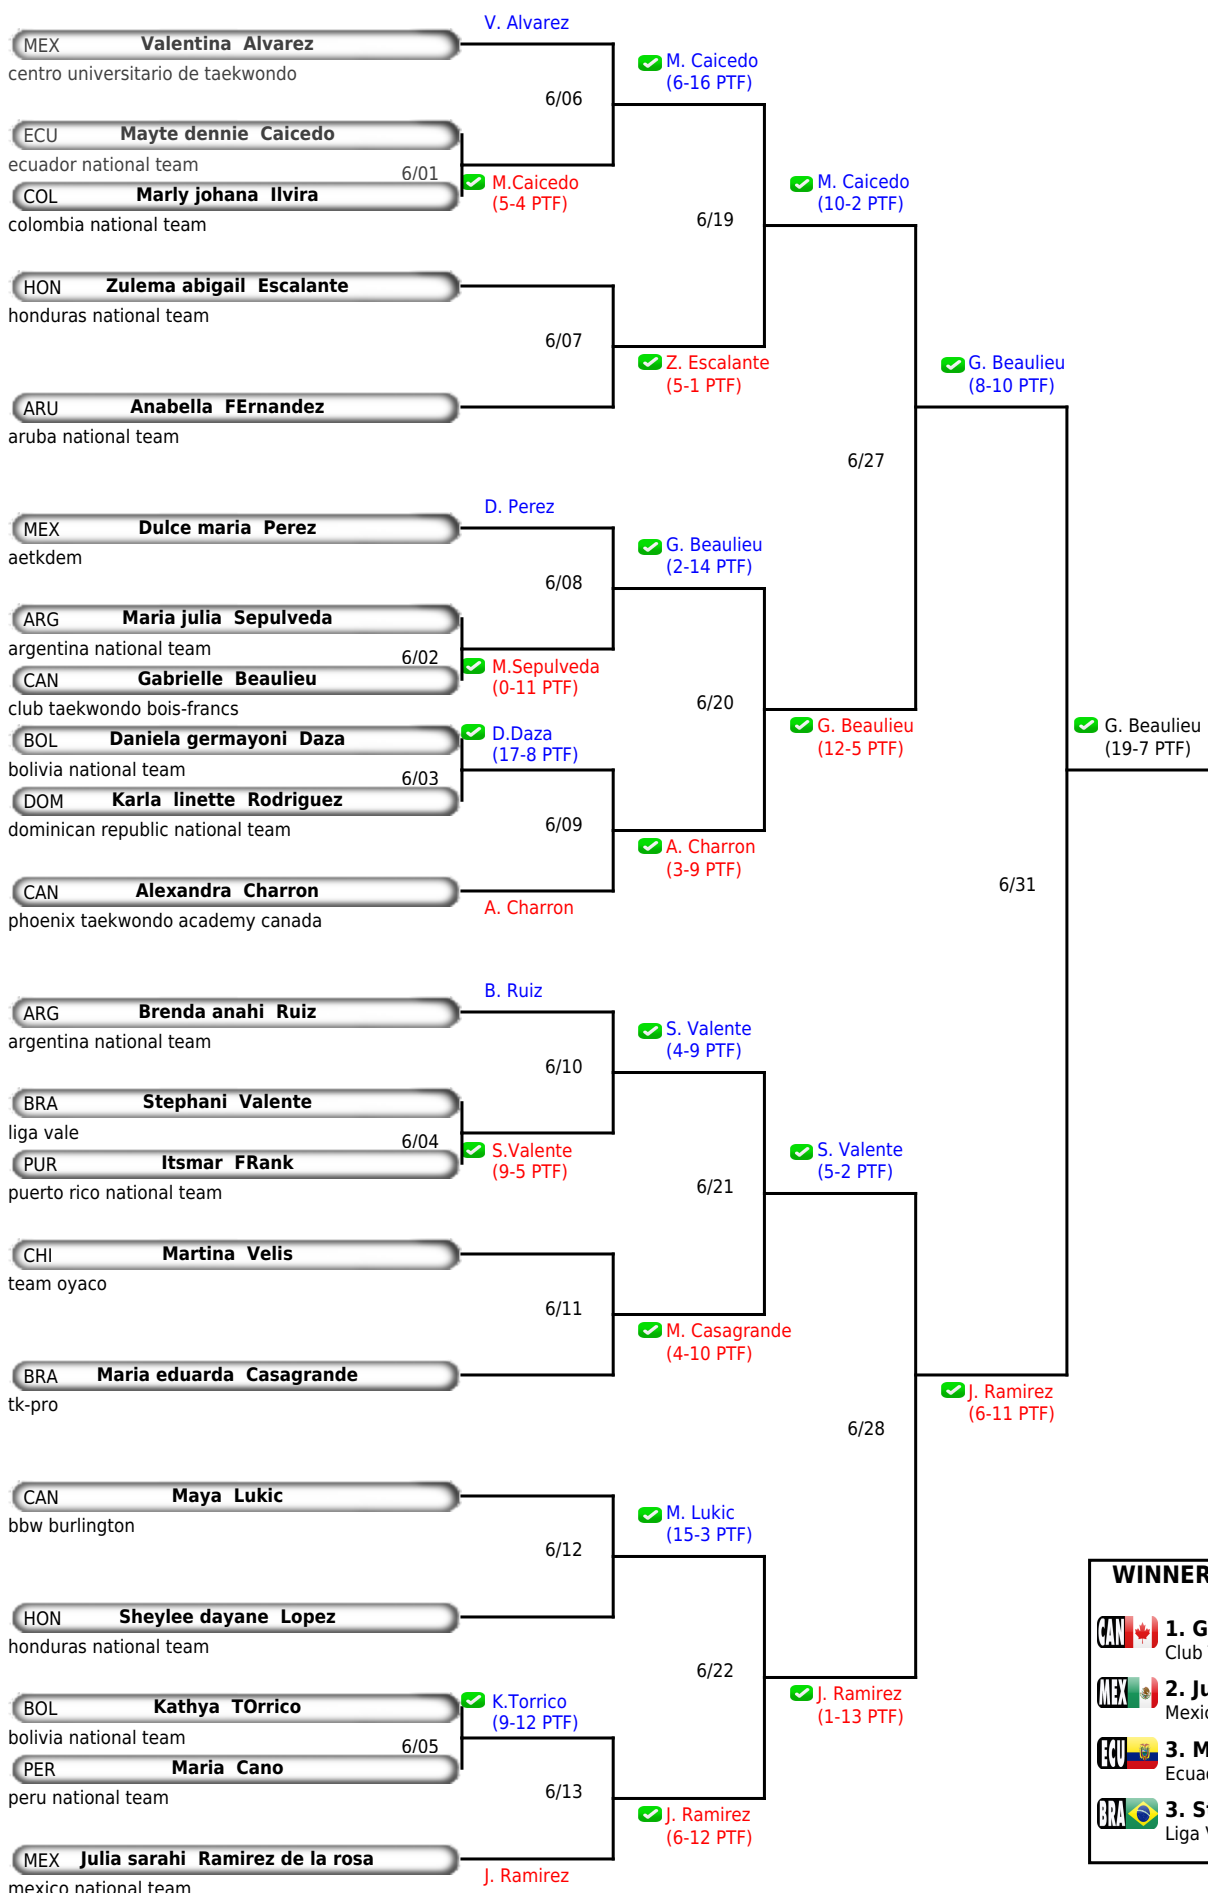 V. Alvarez
MEX Valentina Alvarez
centro universitario de taekwondo
M. Caicedo
(6-16 PTF)
6/06
ECU Mayte dennie Caicedo
ecuador national team
6/01
COL Marly johana Ilvira
colombia national team
M.Caicedo
(5-4 PTF)
M. Caicedo
(10-2 PTF)
6/19
HON Zulema abigail Escalante
honduras national team
6/07
Z. Escalante
(5-1 PTF)
G. Beaulieu
(8-10 PTF)
ARU Anabella FErnandez
aruba national team
6/27
D. Perez
MEX Dulce maria Perez
aetkdem
G. Beaulieu
(2-14 PTF)
6/08
ARG Maria julia Sepulveda
argentina national team
6/02
CAN Gabrielle Beaulieu
club taekwondo bois-francs
M.Sepulveda
(0-11 PTF)
6/20
BOL Daniela germayoni Daza
bolivia national team
D.Daza
(17-8 PTF)
G. Beaulieu
(12-5 PTF)
G. Beaulieu
(19-7 PTF)
6/03
DOM Karla linette Rodriguez
dominican republic national team
6/09
A. Charron
(3-9 PTF)
CAN Alexandra Charron
phoenix taekwondo academy canada
A. Charron
6/31
B. Ruiz
ARG Brenda anahi Ruiz
argentina national team
S. Valente
(4-9 PTF)
6/10
BRA Stephani Valente
liga vale
6/04
PUR Itsmar FRank
puerto rico national team
S.Valente
(9-5 PTF)
S. Valente
(5-2 PTF)
6/21
CHI Martina Velis
team oyaco
6/11
M. Casagrande
(4-10 PTF)
BRA Maria eduarda Casagrande
tk-pro
J. Ramirez
(6-11 PTF)
6/28
CAN Maya Lukic
bbw burlington
M. Lukic
(15-3 PTF)
6/12
HON Sheylee dayane Lopez
honduras national team
6/22
BOL Kathya TOrrico
bolivia national team
K.Torrico
(9-12 PTF)
J. Ramirez
(1-13 PTF)
6/05
PER Maria Cano
peru national team
6/13
J. Ramirez
(6-12 PTF)
MEX Julia sarahi Ramirez de la rosa
mexico national team
J. Ramirez
WINNER
CAN 1. G
Club
MEX 2. Ju
Mexic
ECU 3. M
Ecuad
BRA 3. St
Liga V